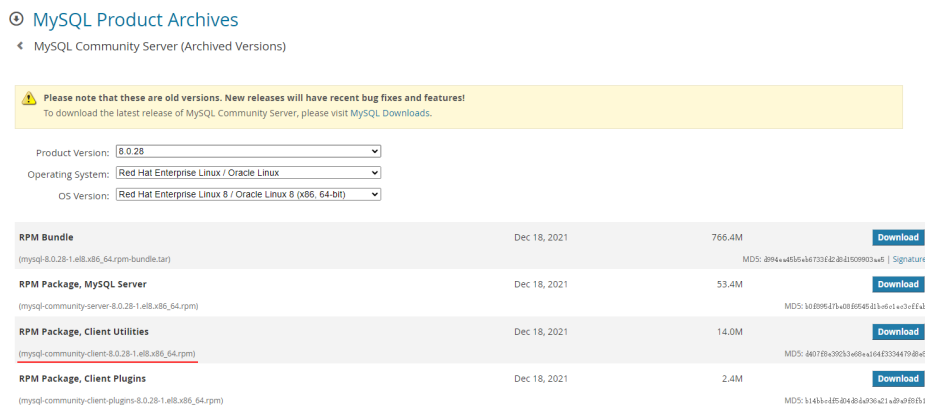 MySQL Product Archives
MySQL Community Server (Archived Versions)
Please note that these are old versions. New releases will have recent bug fixes and features!
To download the latest release of MySQL Community Server, please visit MySQL Downloads.
Product Version: 8.0.28
Operating System: Red Hat Enterprise Linux / Oracle Linux
OS Version: Red Hat Enterprise Linux 8 / Oracle Linux 8 (x86, 64-bit)
RPM Bundle Dec 18, 2021 766.4M Download
(mysql-8.0.28-1.el8.x86_64.rpm-bundle.tar) MD5: | Signature
RPM Package, MySQL Server Dec 18, 2021 53.4M Download
(mysql-community-server-8.0.28-1.el8.x86_64.rpm) MD5:
RPM Package, Client Utilities Dec 18, 2021 14.0M Download
(mysql-community-client-8.0.28-1.el8.x86_64.rpm) MD5:
RPM Package, Client Plugins Dec 18, 2021 2.4M Download
(mysql-community-client-plugins-8.0.28-1.el8.x86_64.rpm) MD5: